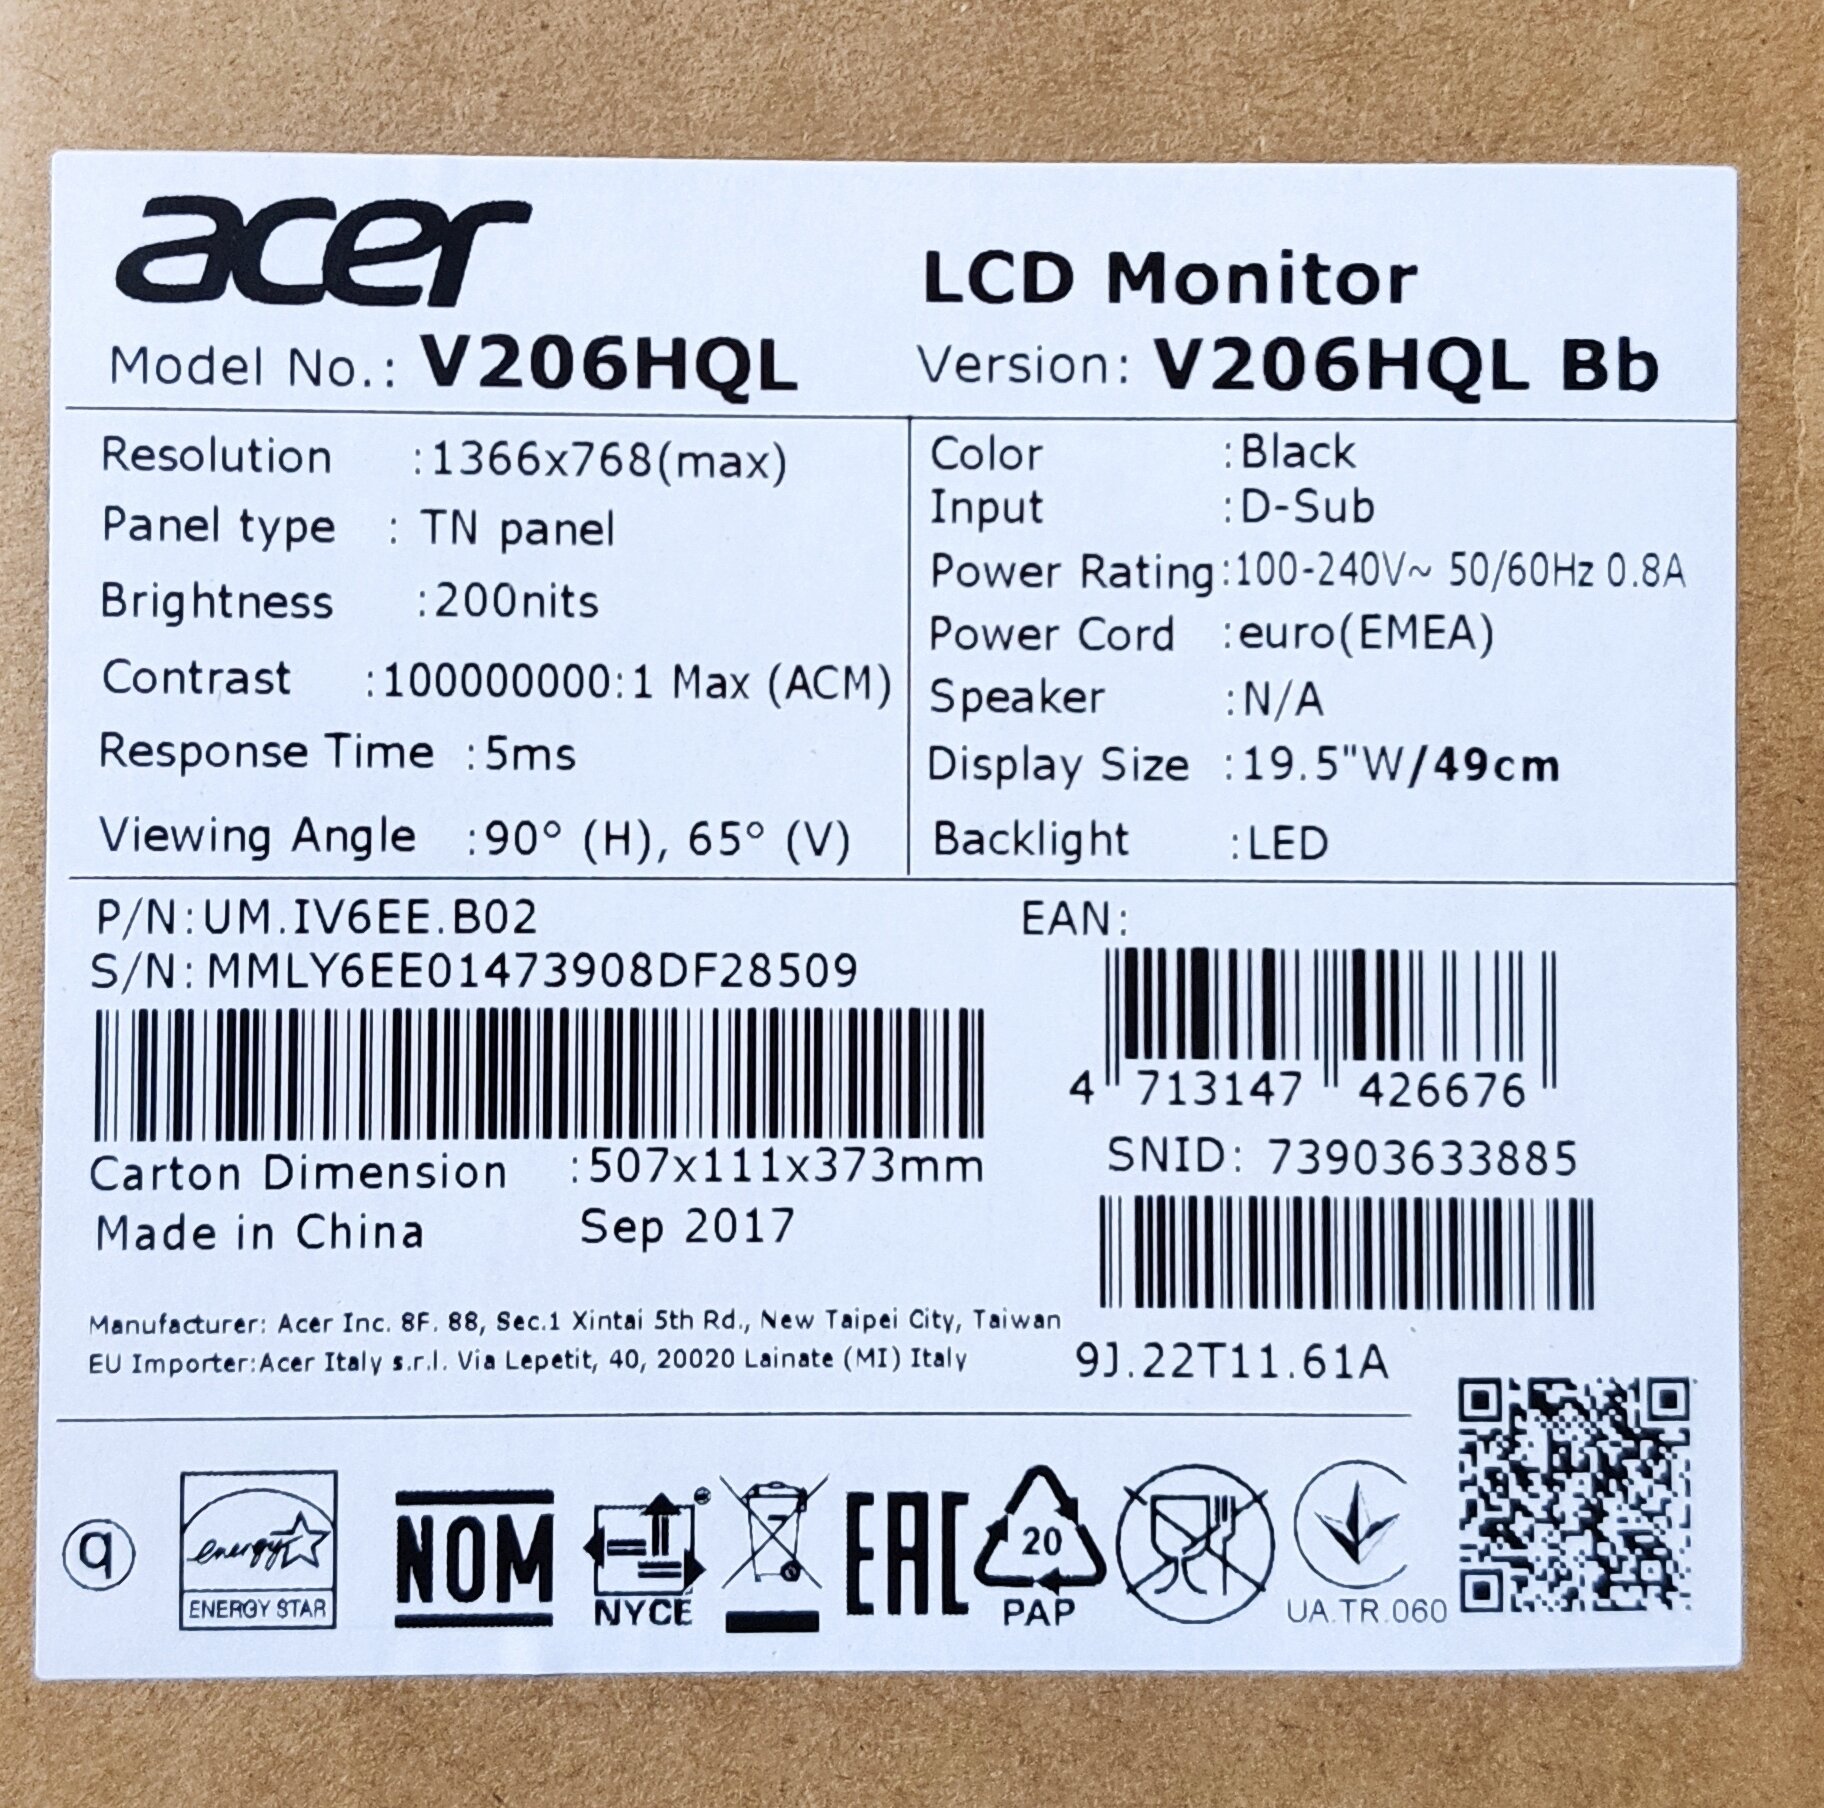 acer
LCD Monitor
Model No.: V206HQL
Version: V206HQL Bb
Resolution :1366x768(max)
Panel type : TN panel
Brightness :200nits
Contrast :100000000:1 Max (ACM)
Response Time :5ms
Viewing Angle :90° (H), 65° (V)
Color :Black
Input :D-Sub
Power Rating:100-240V~ 50/60Hz 0.8A
Power Cord :euro(EMEA)
Speaker :N/A
Display Size :19.5"W/49cm
Backlight :LED
P/N:UM.IV6EE.B02
S/N:MMLY6EE01473908DF28509
Carton Dimension :507x111x373mm
Made in China Sep 2017
EAN:
4 713147 426676
SNID: 73903633885
Manufacturer: Acer Inc. 8F. 88, Sec.1 Xintai 5th Rd., New Taipei City, Taiwan
EU Importer:Acer Italy s.r.l. Via Lepetit, 40, 20020 Lainate (MI) Italy
9J.22T11.61A
q
energy
ENERGY STAR
NOM
NYCE
EAC
20
PAP
UA.TR.060